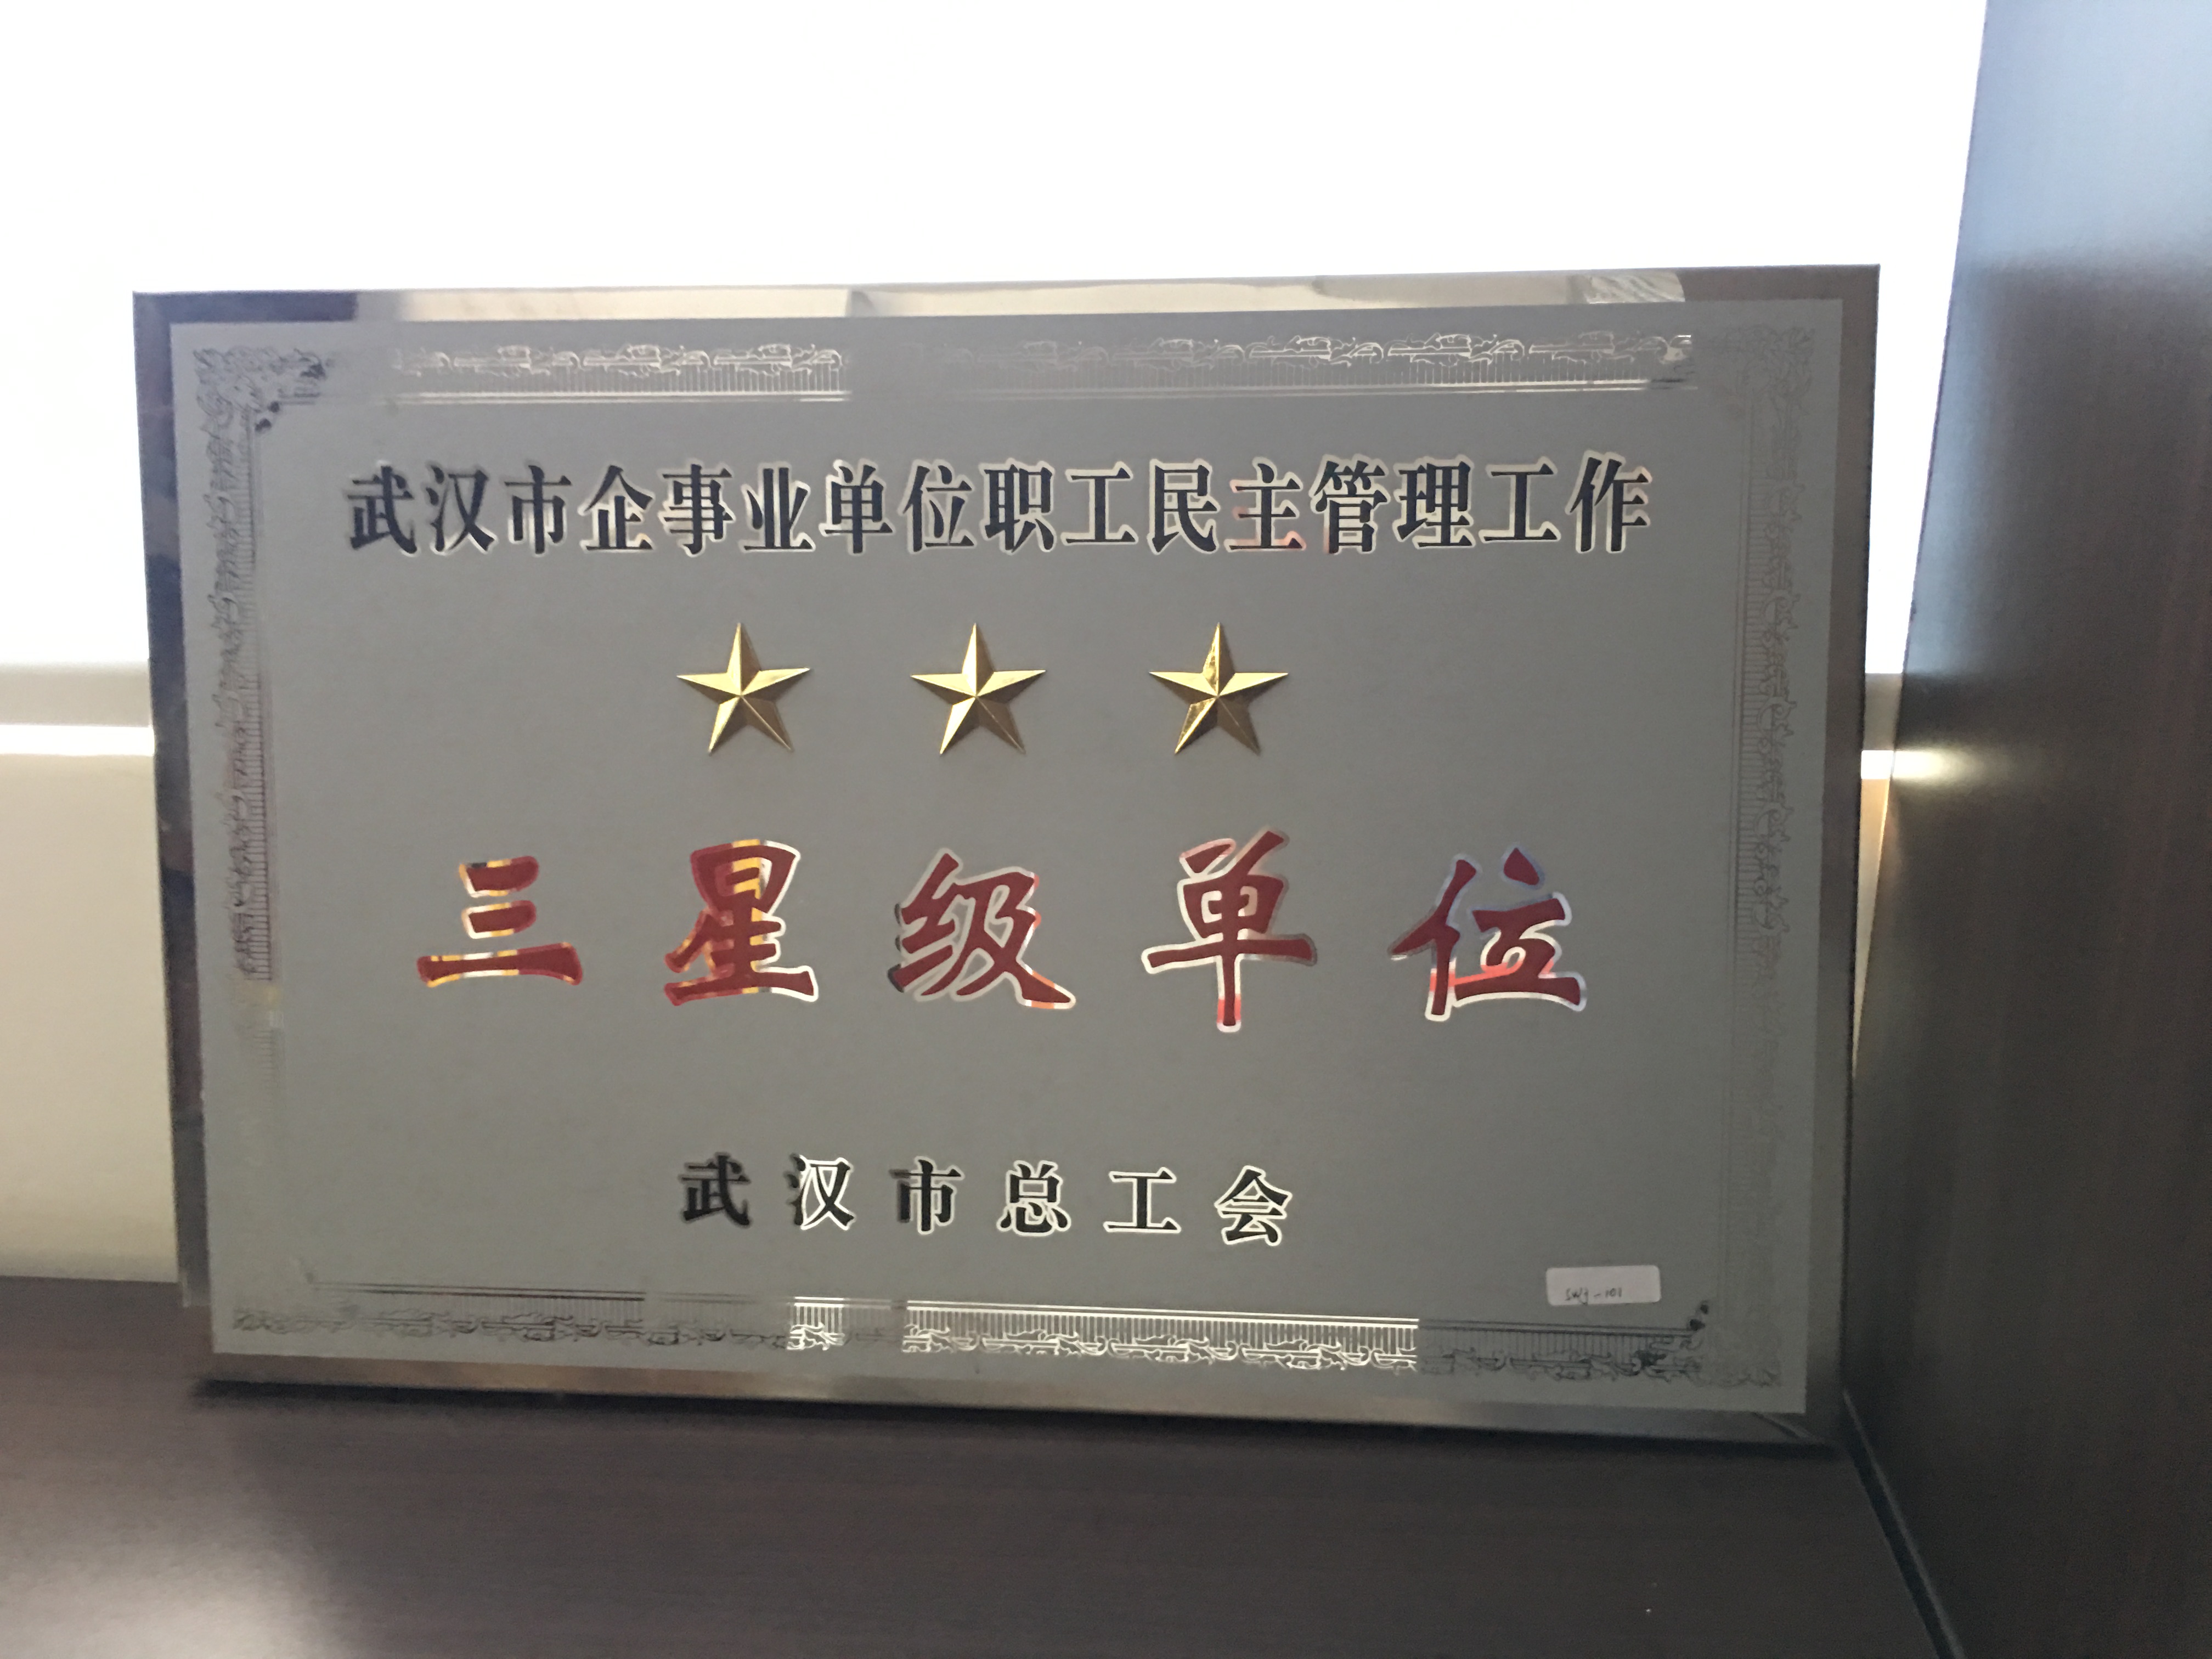 武汉市企事业单位职工民主管理工作
三星级单位
武汉市总工会